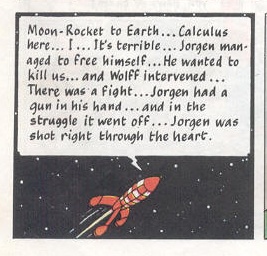 Moon-Rocket to Earth...Calculus
here...I...It's terrible...Jorgen man-
aged to free himself...He wanted to
kill us...and Wolff intervened...
There was a fight...Jorgen had a
gun in his hand...and in the
struggle it went off...Jorgen was
shot right through the heart.